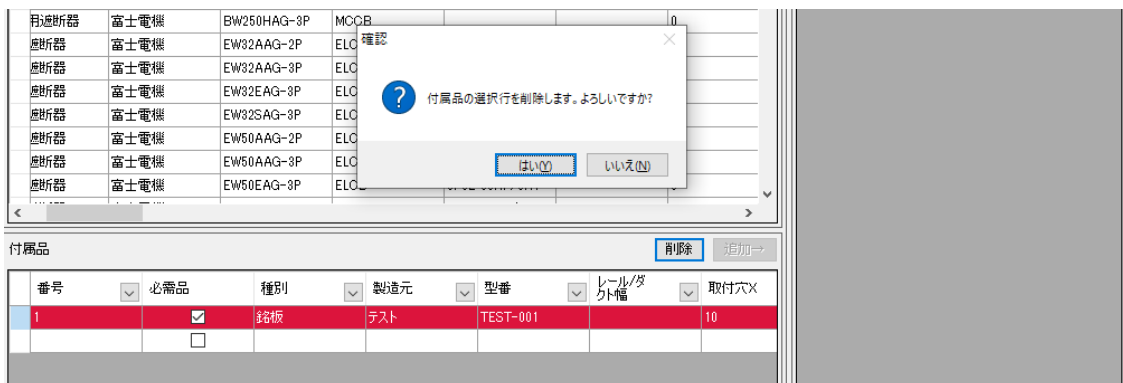 用遮断器 富士電機 BW250HAG-3P MCCB 0
遮断器 富士電機 EW32AAG-2P ELC
遮断器 富士電機 EW32AAG-3P ELC
遮断器 富士電機 EW32EAG-3P ELC
遮断器 富士電機 EW32SAG-3P ELC
遮断器 富士電機 EW50AAG-2P ELC
遮断器 富士電機 EW50AAG-3P ELC
遮断器 富士電機 EW50EAG-3P ELCB
確認
付属品の選択行を削除します。よろしいですか?
はい(Y) いいえ(N)
付属品 削除 追加→
番号 必需品 種別 製造元 型番 レール/ダクト幅 取付穴X
1 銘板 テスト TEST-001 10